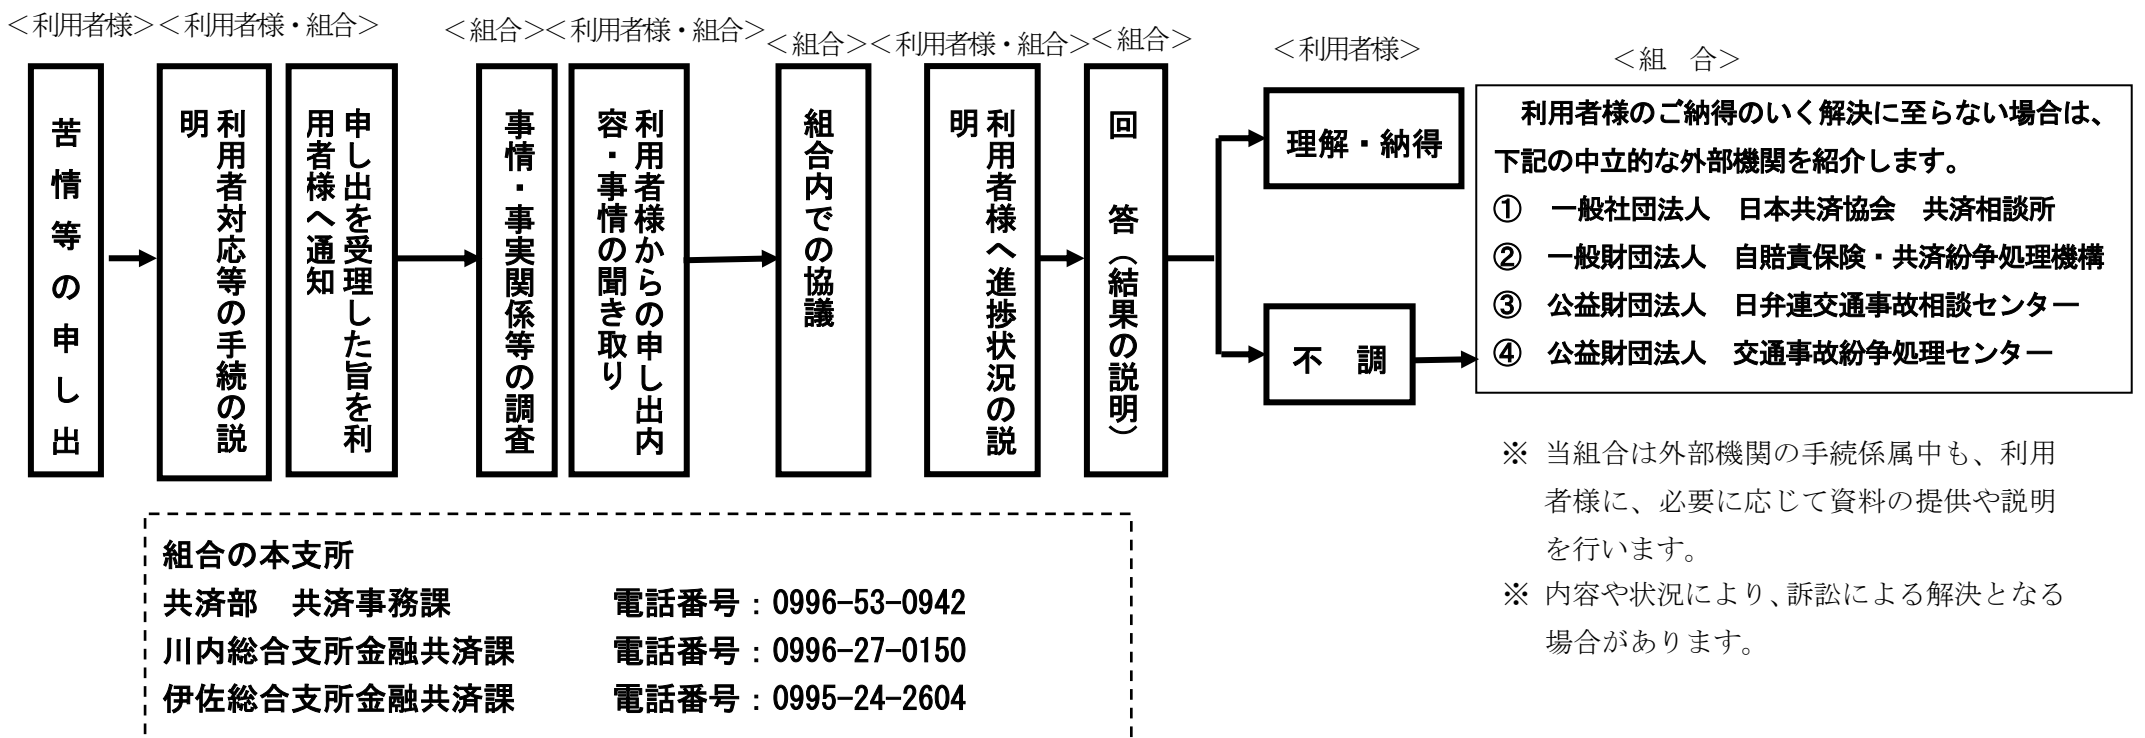 ＜利用者様＞
＜利用者様・組合＞
＜組合＞
＜利用者様・組合＞
＜組合＞
＜利用者様・組合＞
＜組合＞
＜利用者様＞
＜組　合＞
苦情等の申し出
利用者対応等の手続の説
明
申し出を受理した旨を利
用者様へ通知
事情・事実関係等の調査
利用者様からの申し出内
容・事情の聞き取り
組合内での協議
利用者様へ進捗状況の説
明
回　答（結果の説明）
理解・納得
不　調
利用者様のご納得のいく解決に至らない場合は、
下記の中立的な外部機関を紹介します。
①　一般社団法人　日本共済協会　共済相談所
②　一般財団法人　自賠責保険・共済紛争処理機構
③　公益財団法人　日弁連交通事故相談センター
④　公益財団法人　交通事故紛争処理センター
※ 当組合は外部機関の手続係属中も、利用
者様に、必要に応じて資料の提供や説明
を行います。
※ 内容や状況により、訴訟による解決となる
場合があります。
組合の本支所
共済部　共済事務課　電話番号：0996-53-0942
川内総合支所金融共済課　電話番号：0996-27-0150
伊佐総合支所金融共済課　電話番号：0995-24-2604